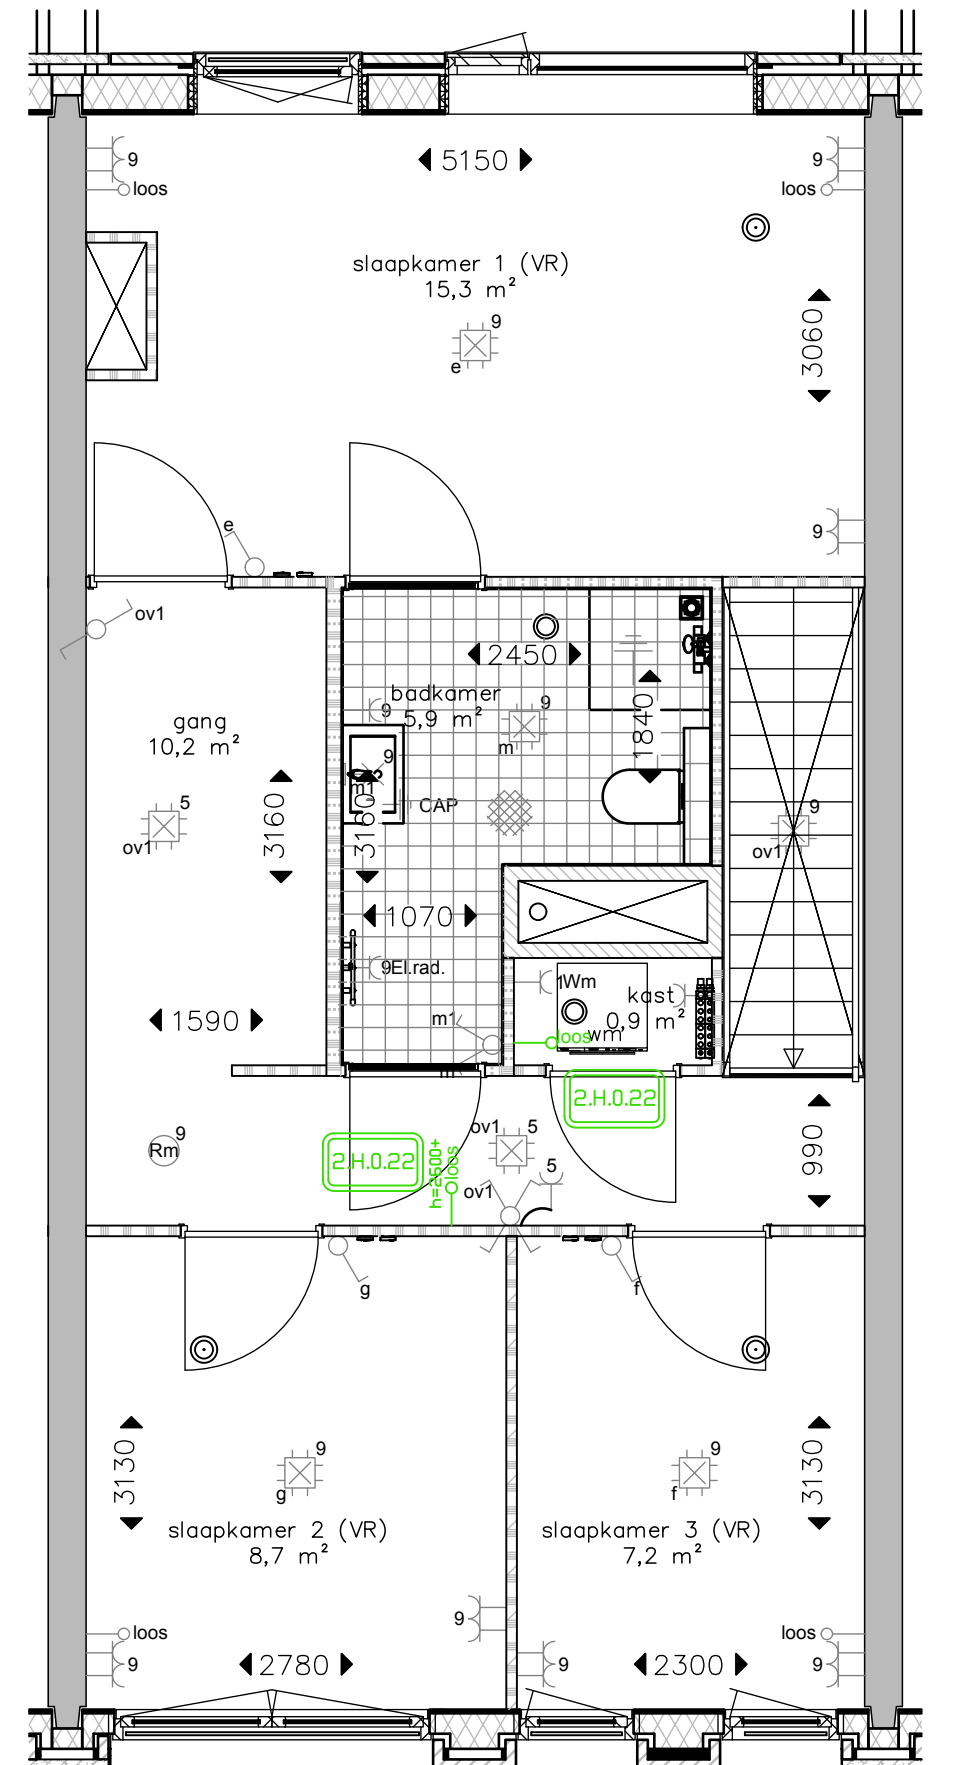 9
loos
5150
9
loos
slaapkamer 1 (VR)
15,3 m²
9
e
3060
9
e
ov1
2450
badkamer
5,9 m²
9
9
m
1840
gang
10,2 m²
5
ov1
3160
9
m1
3160
CAP
9
ov1
1070
9
El.rad.
1Wm
kast
0,9 m²
wm
loos
m1
m
1590
2.H.0.22
990
ov1
5
9
Rm
2.H.0.22
h=2500+
loos
ov1
5
g
f
3130
9
g
slaapkamer 2 (VR)
8,7 m²
9
f
slaapkamer 3 (VR)
7,2 m²
3130
loos
9
9
2780
9
2300
loos
9